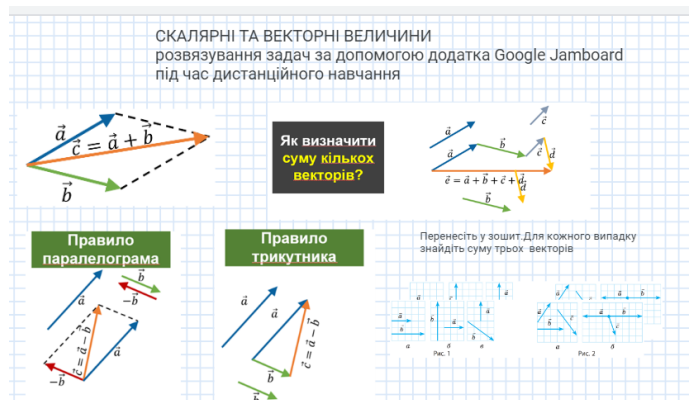 СКАЛЯРНІ ТА ВЕКТОРНІ ВЕЛИЧИНИ
розвязування задач за допомогою додатка Google Jamboard
під час дистанційного навчання
a⃗
c⃗ = a⃗ + b⃗
b⃗
Як визначити
суму кількох
векторів?
c⃗
a⃗
a⃗
b⃗
c⃗
d⃗
e⃗ = a⃗ + b⃗ + c⃗ + d⃗
d⃗
b⃗
Правило
паралелограма
b⃗
−b⃗
a⃗
c⃗ = a⃗ − b⃗
a⃗
−b⃗
Правило
трикутника
a⃗
a⃗
c⃗ = a⃗ − b⃗
b⃗
b⃗
Перенесіть у зошит.Для кожного випадку
знайдіть суму трьох векторів
а б в
Рис. 1
а б
Рис. 2